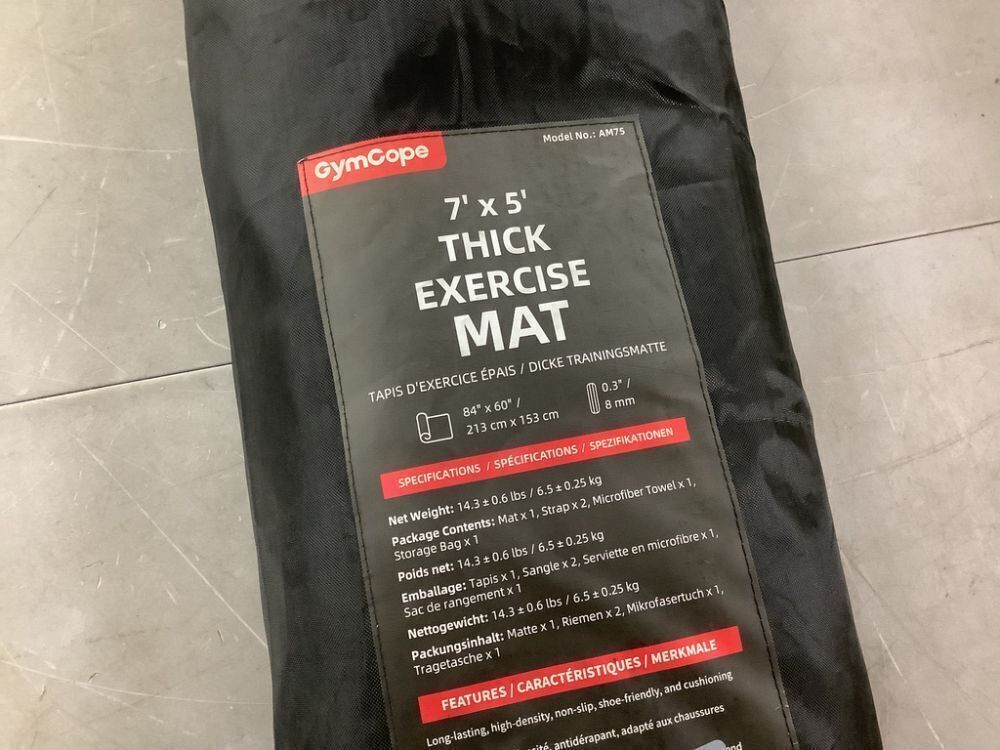 GymCope
Model No.: AM75
7' x 5'
THICK
EXERCISE
MAT
TAPIS D'EXERCICE ÉPAIS / DICKE TRAININGSMATTE
84" x 60" /
213 cm x 153 cm
0.3" /
8 mm
SPECIFICATIONS / SPÉCIFICATIONS / SPEZIFIKATIONEN
Net Weight: 14.3 ± 0.6 lbs / 6.5 ± 0.25 kg
Package Contents: Mat x 1, Strap x 2, Microfiber Towel x 1,
Storage Bag x 1
Poids net: 14.3 ± 0.6 lbs / 6.5 ± 0.25 kg
Emballage: Tapis x 1, Sangle x 2, Serviette en microfibre x 1,
Sac de rangement x 1
Nettogewicht: 14.3 ± 0.6 lbs / 6.5 ± 0.25 kg
Packungsinhalt: Matte x 1, Riemen x 2, Mikrofasertuch x 1,
Tragetasche x 1
FEATURES / CARACTÉRISTIQUES / MERKMALE
Long-lasting, high-density, non-slip, shoe-friendly, and cushioning
antidérapant, adapté aux chaussures